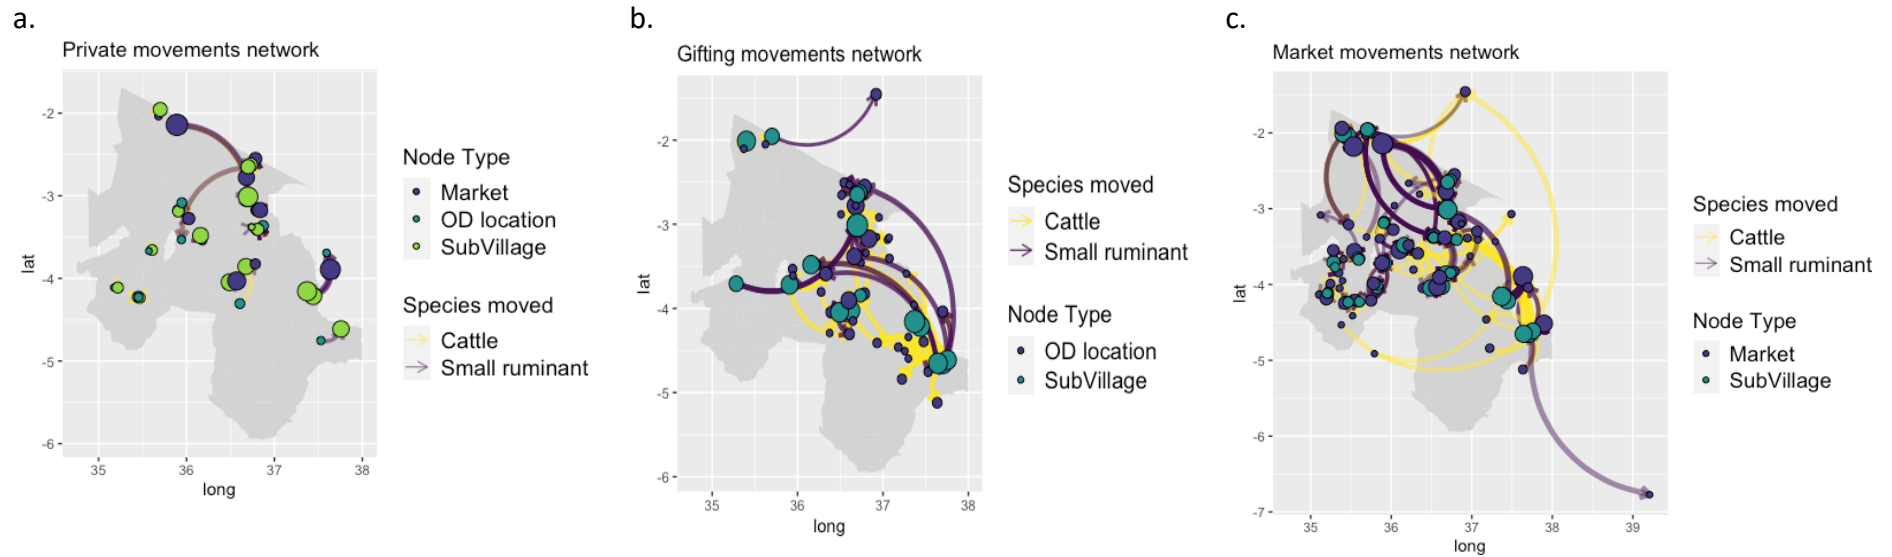 a.
Private movements network
-2
-3
-4
-5
-6
lat
35
36
37
38
long
Node Type
Market
OD location
SubVillage
Species moved
Cattle
Small ruminant
b.
Gifting movements network
-2
-3
-4
-5
-6
lat
35
36
37
38
long
Species moved
Cattle
Small ruminant
Node Type
OD location
SubVillage
c.
Market movements network
-2
-3
-4
-5
-6
-7
lat
35
36
37
38
39
long
Species moved
Cattle
Small ruminant
Node Type
Market
SubVillage